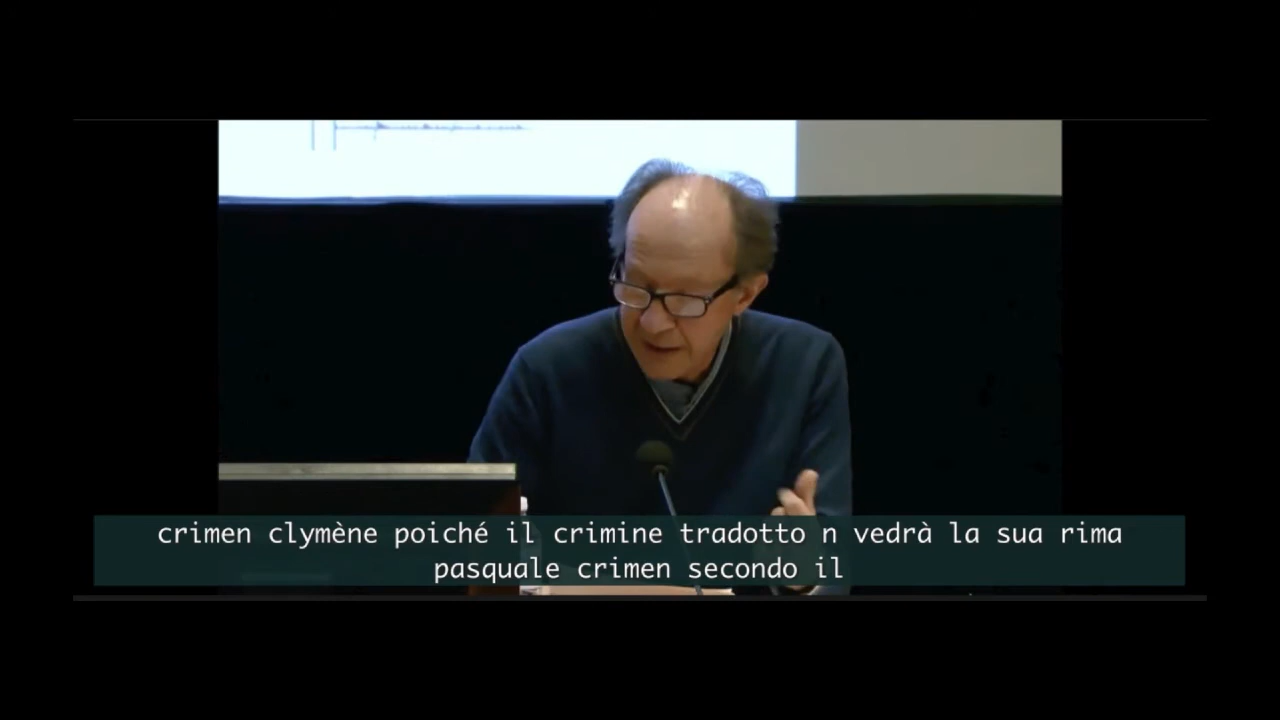 crimen clymène poiché il crimine tradotto n vedrà la sua rima
pasquale crimen secondo il